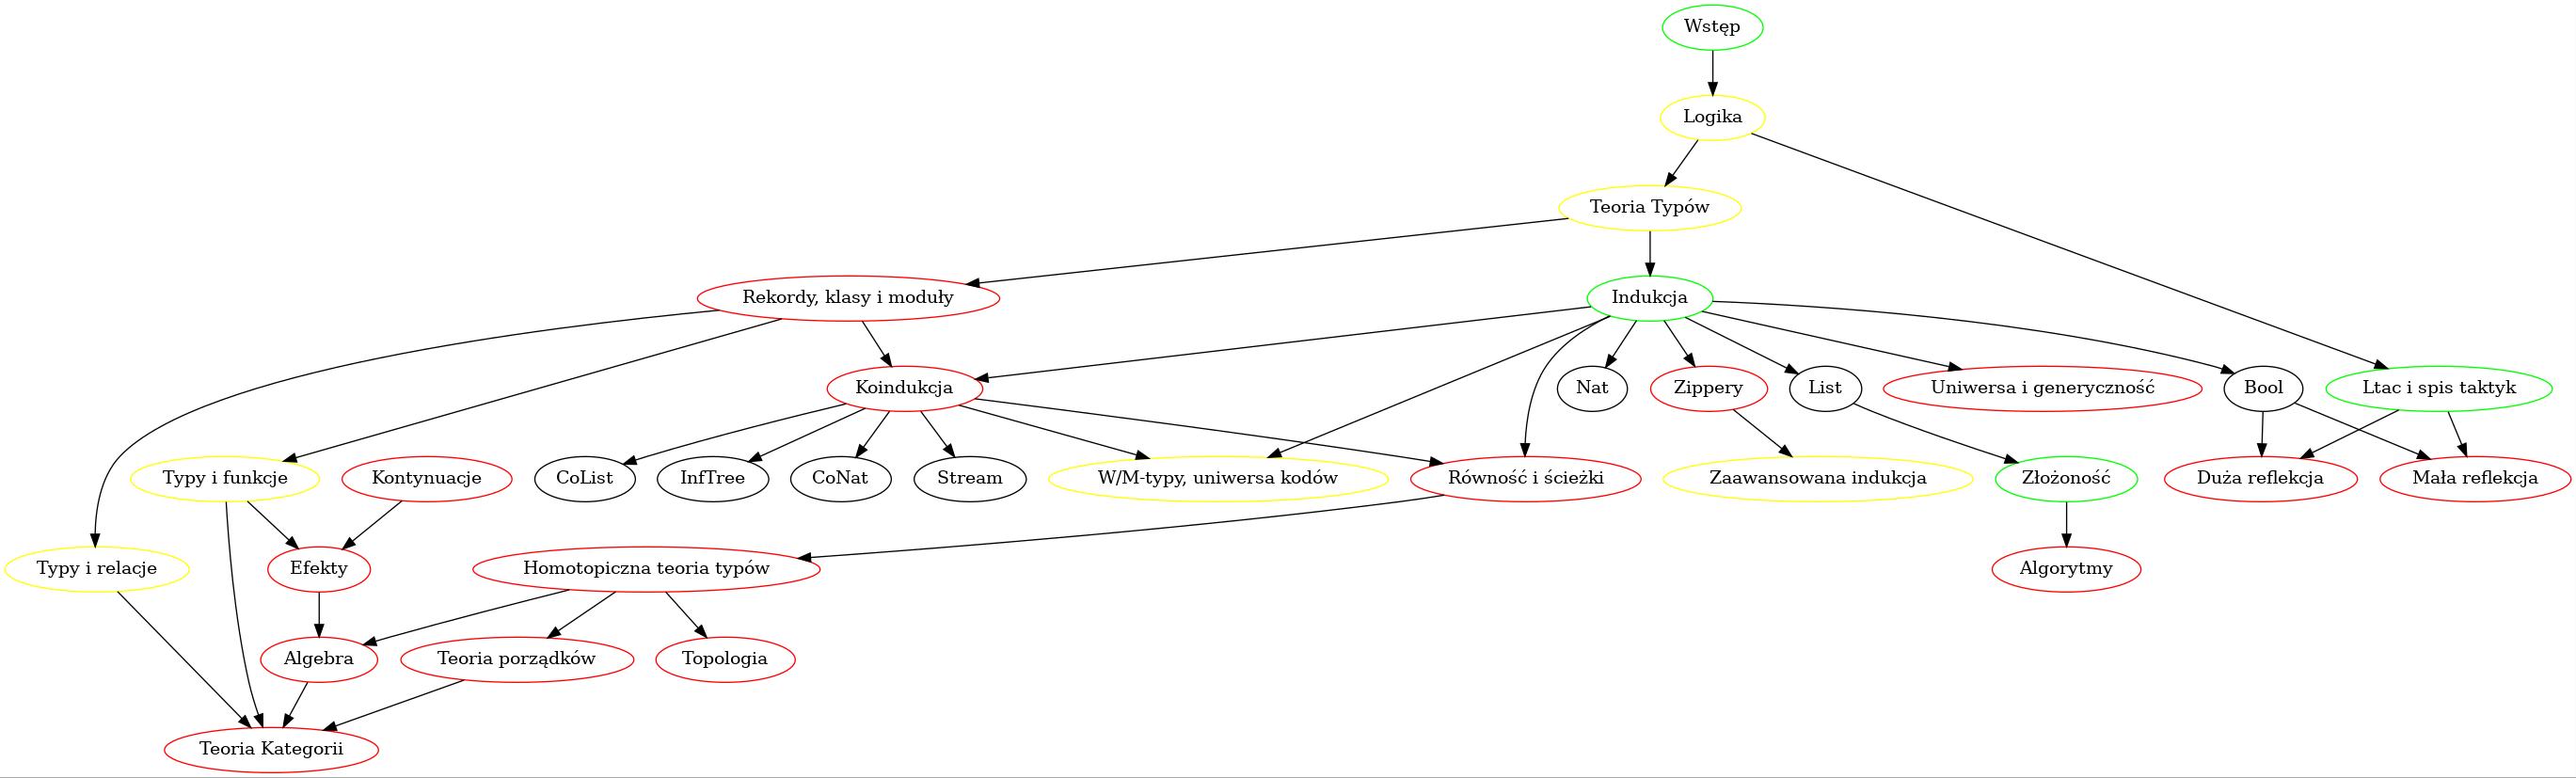 Wstęp
Logika
Teoria Typów
Rekordy, klasy i moduły
Indukcja
Koindukcja
Nat
Zippery
List
Uniwersa i generyczność
Bool
Ltac i spis taktyk
Typy i funkcje
Kontynuacje
CoList
InfTree
CoNat
Stream
W/M-typy, uniwersa kodów
Równość i ścieżki
Zaawansowana indukcja
Złożoność
Duża reflekcja
Mała reflekcja
Typy i relacje
Efekty
Homotopiczna teoria typów
Algorytmy
Algebra
Teoria porządków
Topologia
Teoria Kategorii